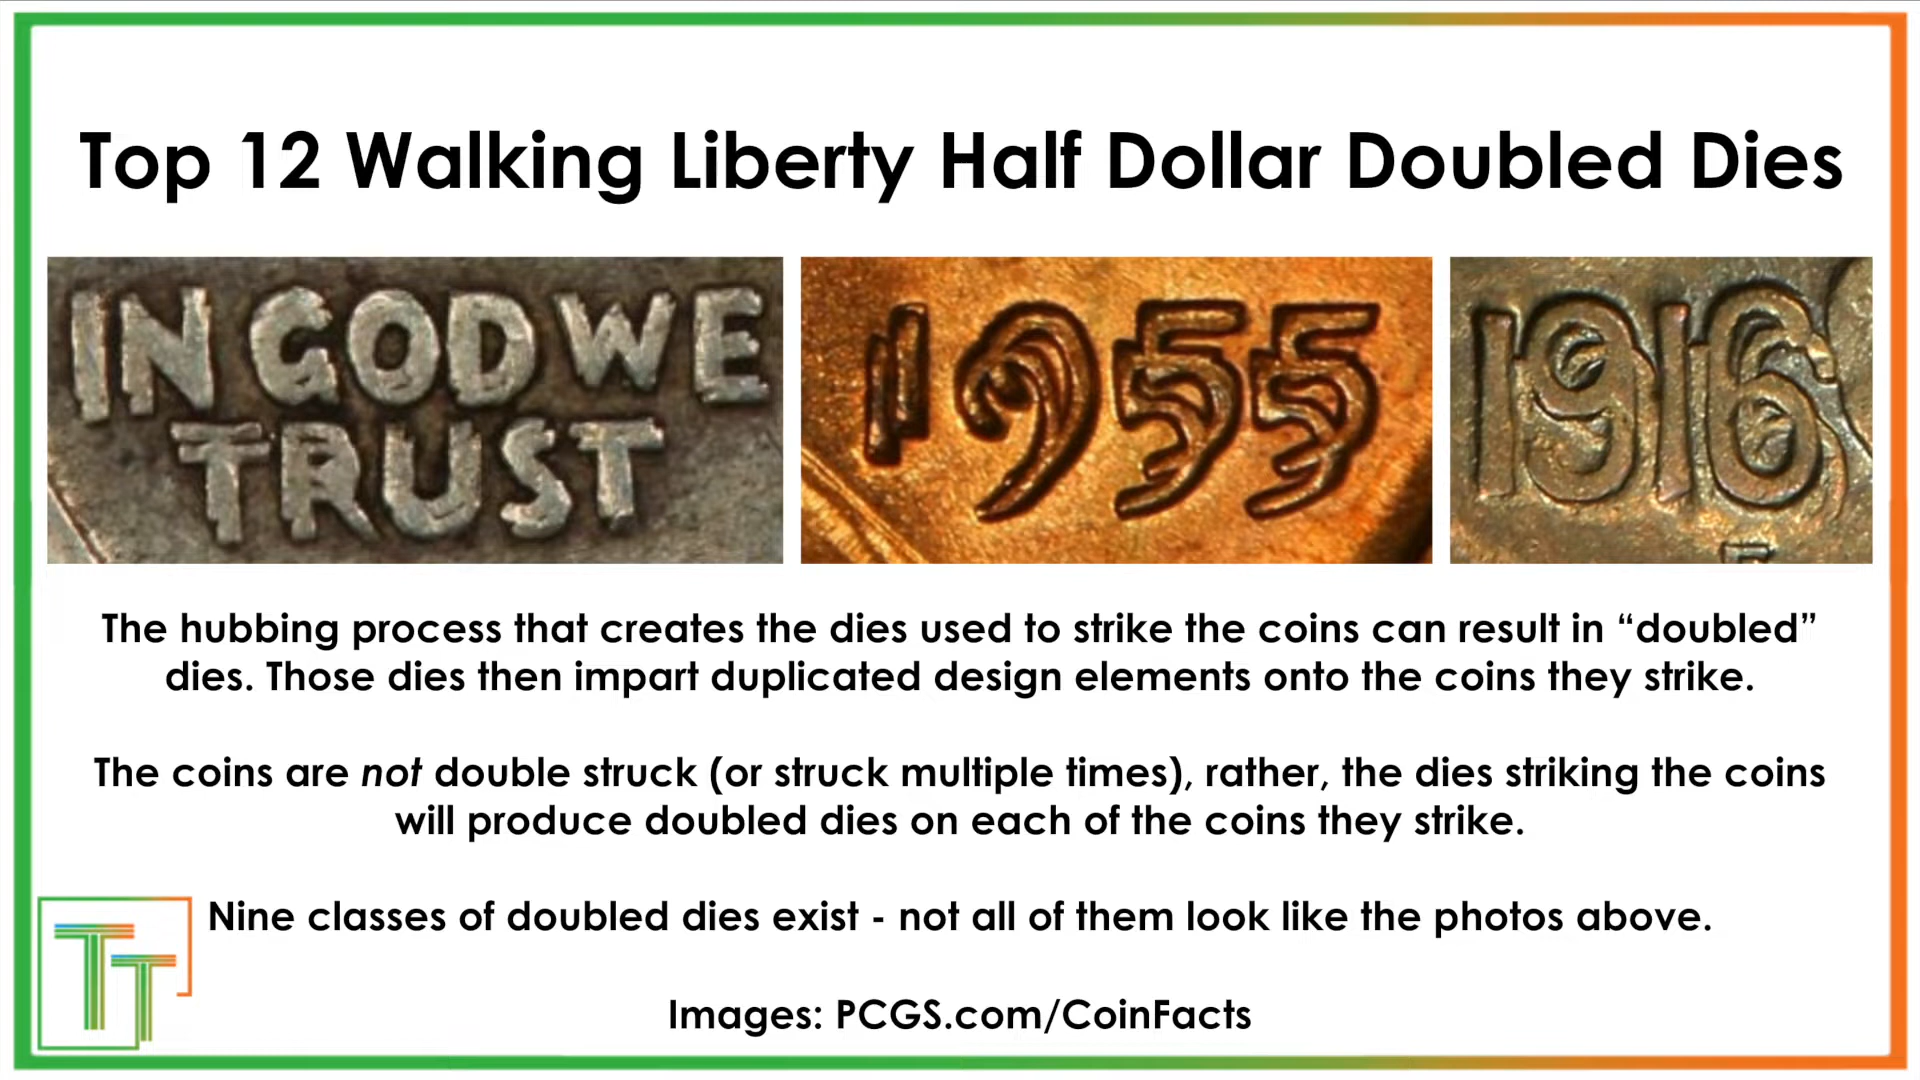 Top 12 Walking Liberty Half Dollar Doubled Dies
IN GOD WE
TRUST
1955
1916
The hubbing process that creates the dies used to strike the coins can result in “doubled”
dies. Those dies then impart duplicated design elements onto the coins they strike.
The coins are not double struck (or struck multiple times), rather, the dies striking the coins
will produce doubled dies on each of the coins they strike.
Nine classes of doubled dies exist - not all of them look like the photos above.
TT
Images: PCGS.com/CoinFacts